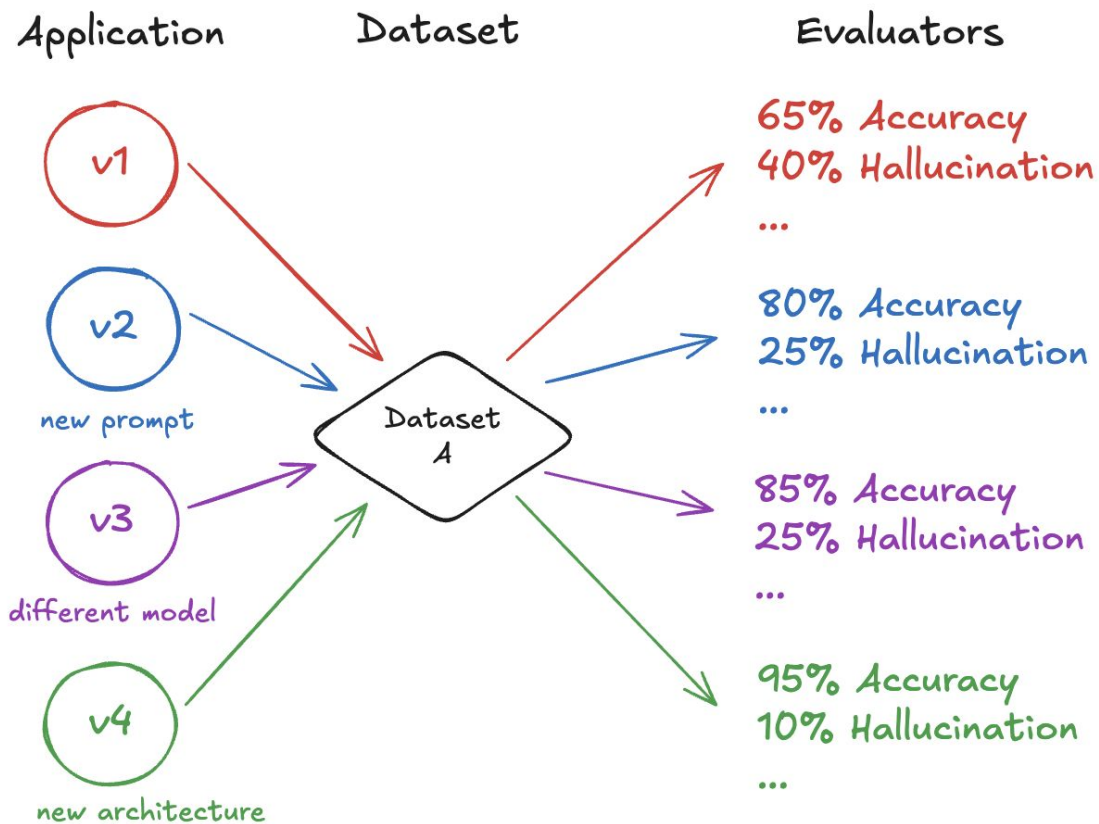 Application
Dataset
Evaluators
v1
65% Accuracy
40% Hallucination
...
v2
new prompt
80% Accuracy
25% Hallucination
...
Dataset
A
v3
different model
85% Accuracy
25% Hallucination
...
v4
new architecture
95% Accuracy
10% Hallucination
...